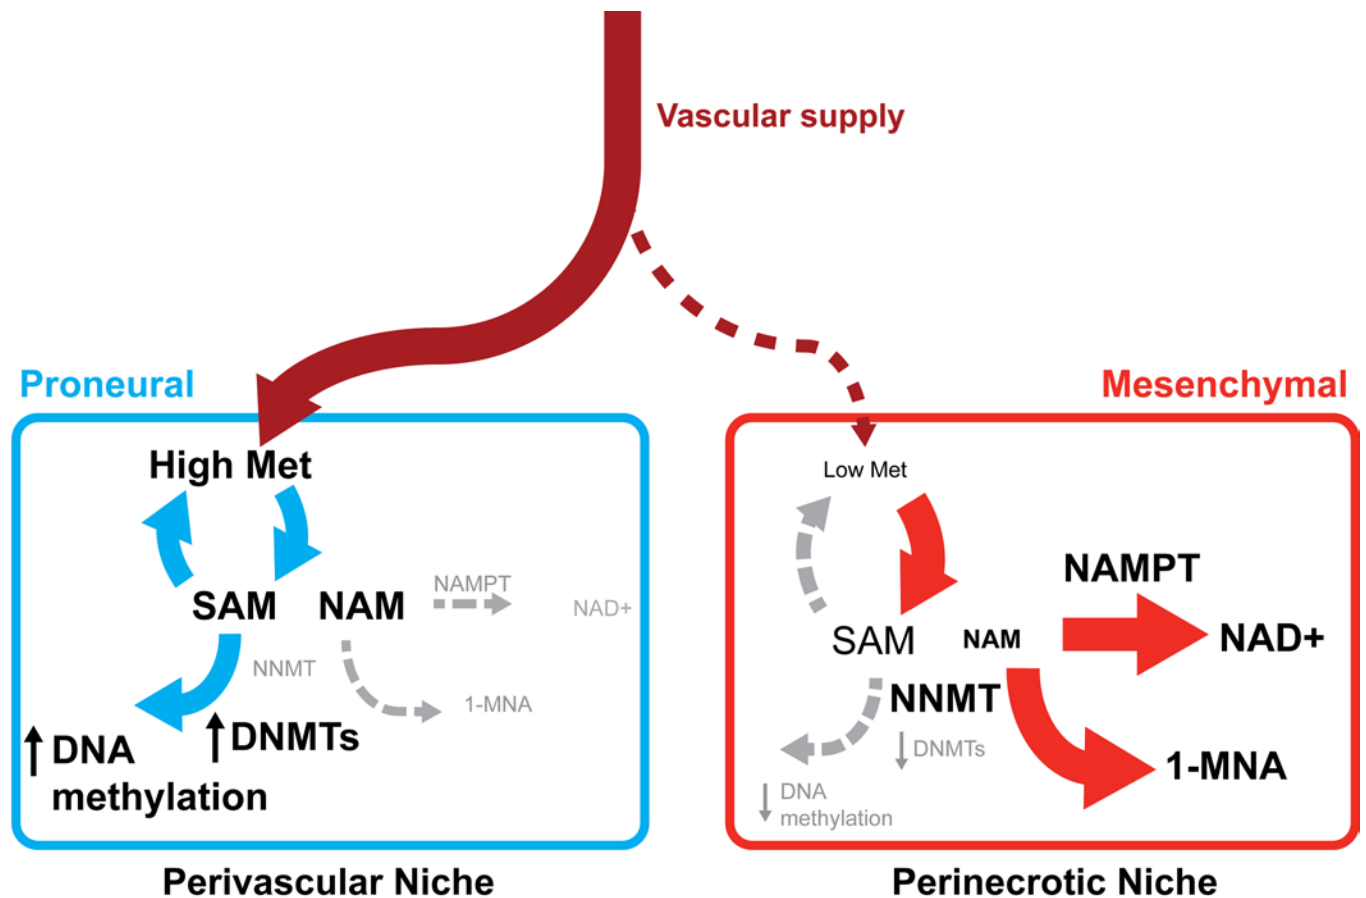 Vascular supply
Proneural
High Met
SAM
NAM
NAMPT
NAD+
NNMT
1-MNA
DNMTs
DNA
methylation
Perivascular Niche
Mesenchymal
Low Met
NAMPT
SAM
NAM
NAD+
NNMT
DNMTs
1-MNA
DNA
methylation
Perinecrotic Niche